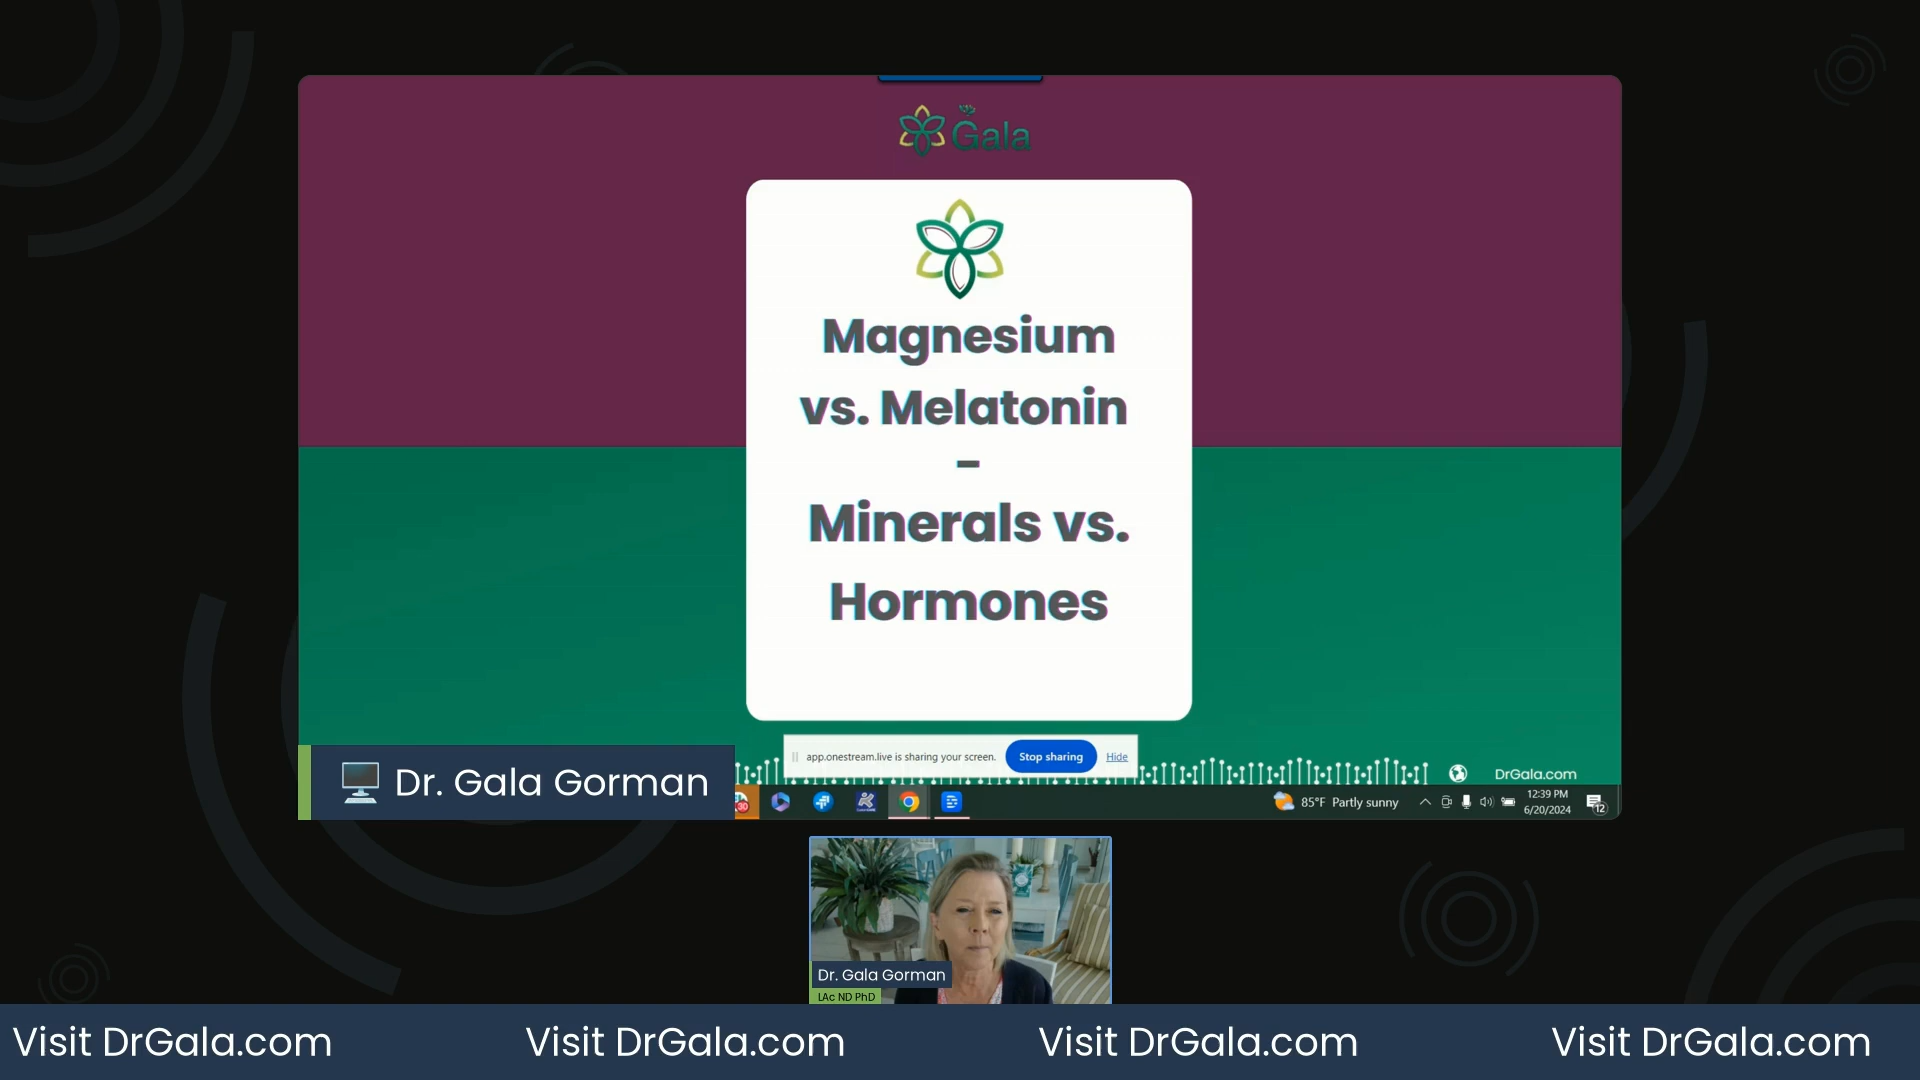 Gala
Magnesium
vs. Melatonin
-
Minerals vs.
Hormones
app.onestream.live is sharing your screen.
Stop sharing
Hide
DrGala.com
Dr. Gala Gorman
30
85°F Partly sunny
12:39 PM
6/20/2024
12
Dr. Gala Gorman
LAc ND PhD
Visit DrGala.com
Visit DrGala.com
Visit DrGala.com
Visit DrGala.com